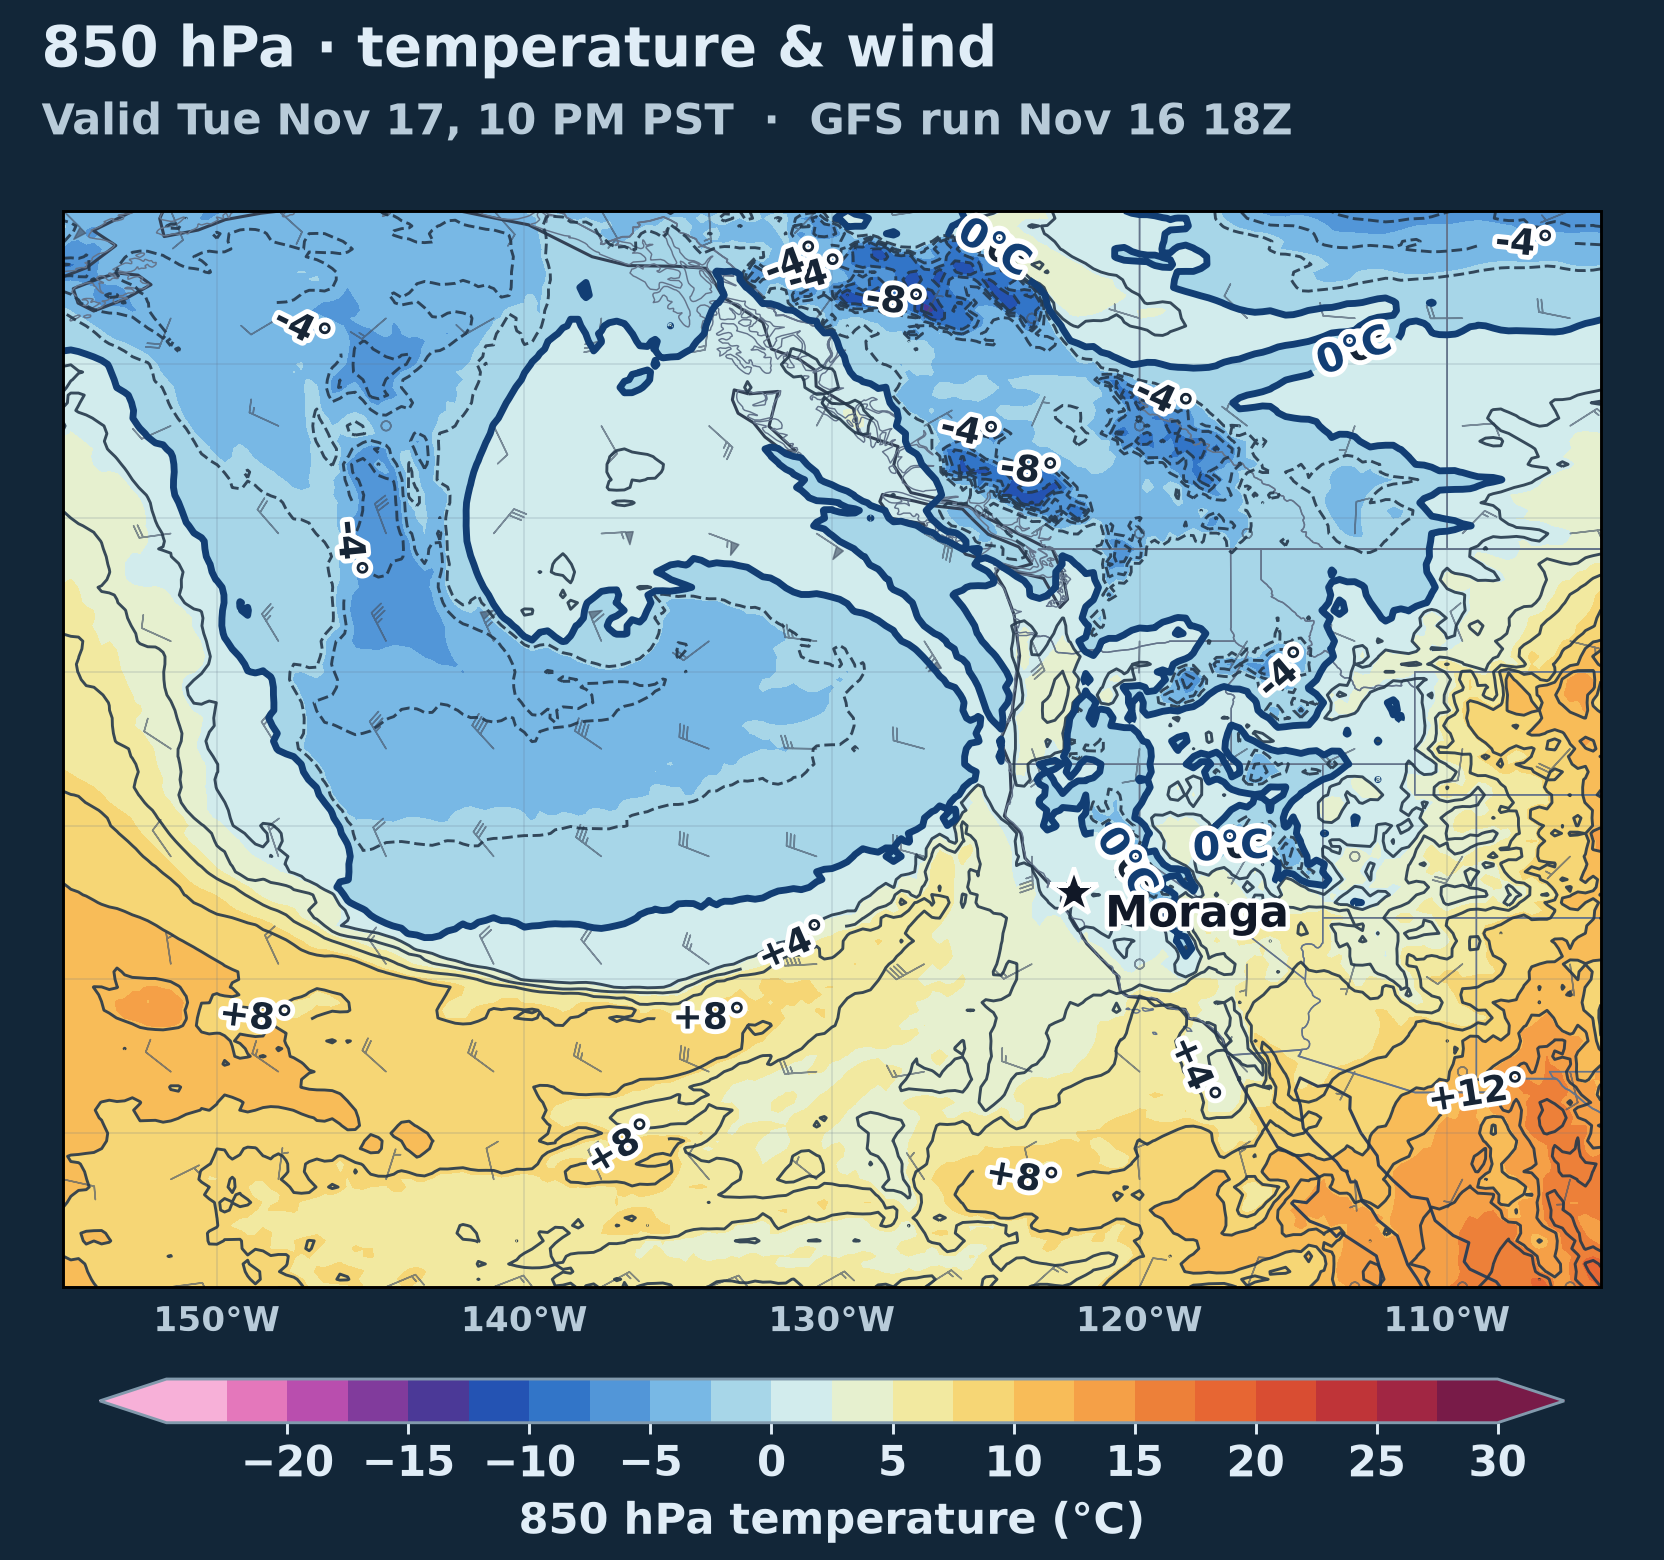 850 hPa · temperature & wind
Valid Tue Nov 17, 10 PM PST · GFS run Nov 16 18Z
0°C
-4°
-4°
-4°
-8°
-4°
0°C
-4°
-4°
-8°
-4°
-4°
0°C
0°C
Moraga
+4°
+8°
+8°
+4°
+12°
+8°
+8°
150°W 140°W 130°W 120°W 110°W
−20 −15 −10 −5 0 5 10 15 20 25 30
850 hPa temperature (°C)